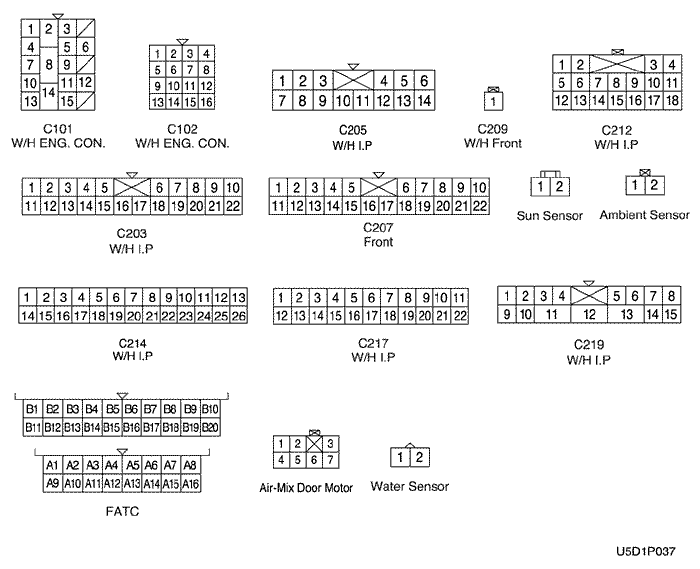 1 2 3
4 5 6
7 8 9
10 11 12
13 14 15
C101
W/H ENG. CON.
1 2 3 4
5 6 7 8
9 10 11 12
13 14 15 16
C102
W/H ENG. CON.
1 2 3 4 5 6
7 8 9 10 11 12 13 14
C205
W/H I.P
1
C209
W/H Front
1 2 3 4
5 6 7 8 9 10 11
12 13 14 15 16 17 18
C212
W/H I.P
1 2 3 4 5 6 7 8 9 10
11 12 13 14 15 16 17 18 19 20 21 22
C203
W/H I.P
1 2 3 4 5 6 7 8 9 10
11 12 13 14 15 16 17 18 19 20 21 22
C207
Front
1 2
Sun Sensor
1 2
Ambient Sensor
1 2 3 4 5 6 7 8 9 10 11 12 13
14 15 16 17 18 19 20 21 22 23 24 25 26
C214
W/H I.P
1 2 3 4 5 6 7 8 9 10 11
12 13 14 15 16 17 18 19 20 21 22
C217
W/H I.P
1 2 3 4 5 6 7 8
9 10 11 12 13 14 15
C219
W/H I.P
B1 B2 B3 B4 B5 B6 B7 B8 B9 B10
B11 B12 B13 B14 B15 B16 B17 B18 B19 B20
A1 A2 A3 A4 A5 A6 A7 A8
A9 A10 A11 A12 A13 A14 A15 A16
FATC
1 2 3
4 5 6 7
Air-Mix Door Motor
1 2
Water Sensor
U5D1P037